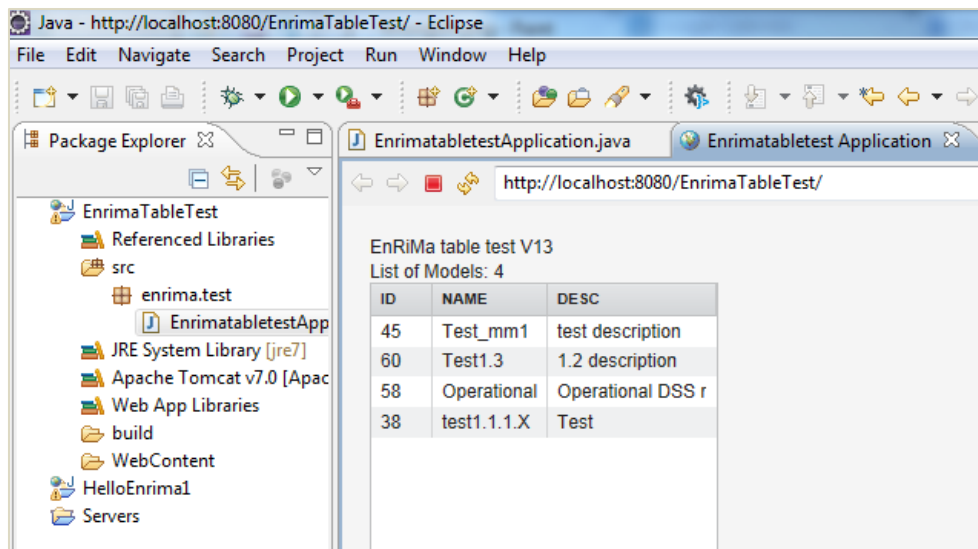 Java - http://localhost:8080/EnrimaTableTest/ - Eclipse
File Edit Navigate Search Project Run Window Help
Package Explorer
EnrimaTableTest
Referenced Libraries
src
enrima.test
EnrimatabletestApp
JRE System Library [jre7]
Apache Tomcat v7.0 [Apac
Web App Libraries
build
WebContent
HelloEnrima1
Servers
EnrimatabletestApplication.java Enrimatabletest Application
http://localhost:8080/EnrimaTableTest/
EnRiMa table test V13
List of Models: 4
ID NAME DESC
45 Test_mm1 test description
60 Test1.3 1.2 description
58 Operational Operational DSS r
38 test1.1.1.X Test